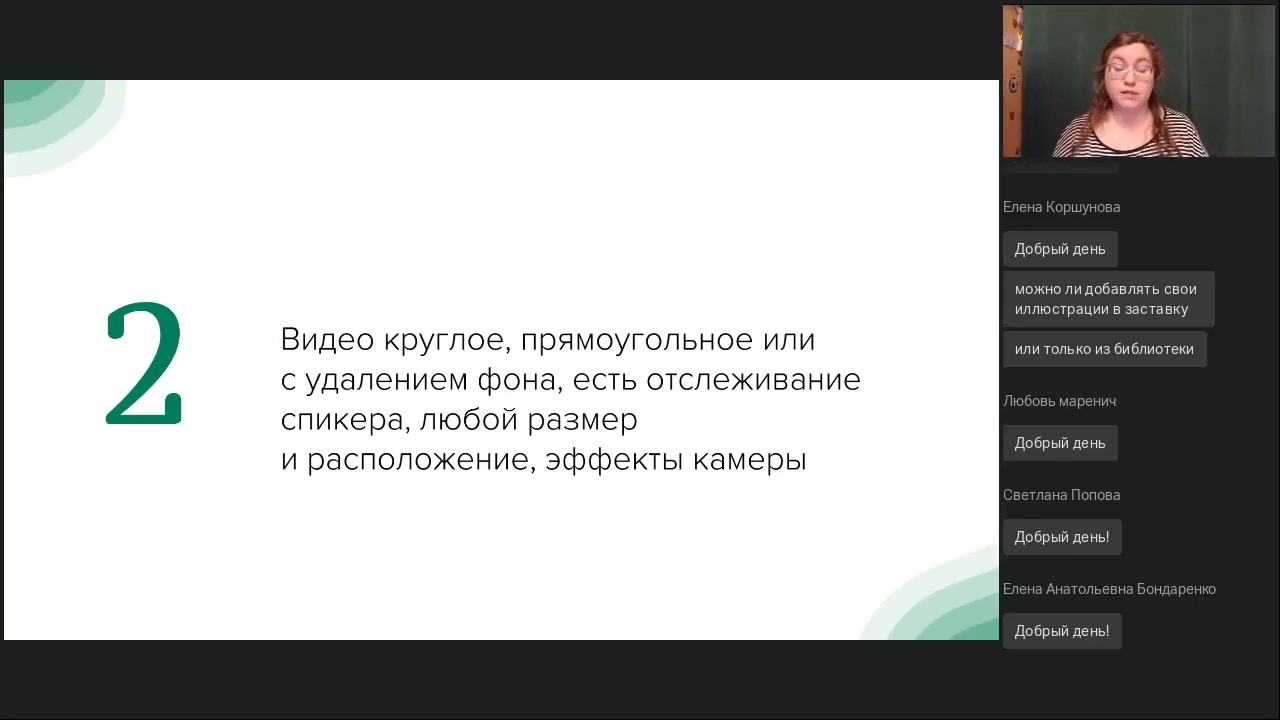 2
Видео круглое, прямоугольное или
с удалением фона, есть отслеживание
спикера, любой размер
и расположение, эффекты камеры
Елена Коршунова
Добрый день
можно ли добавлять свои
иллюстрации в заставку
или только из библиотеки
Любовь маренич
Добрый день
Светлана Попова
Добрый день!
Елена Анатольевна Бондаренко
Добрый день!